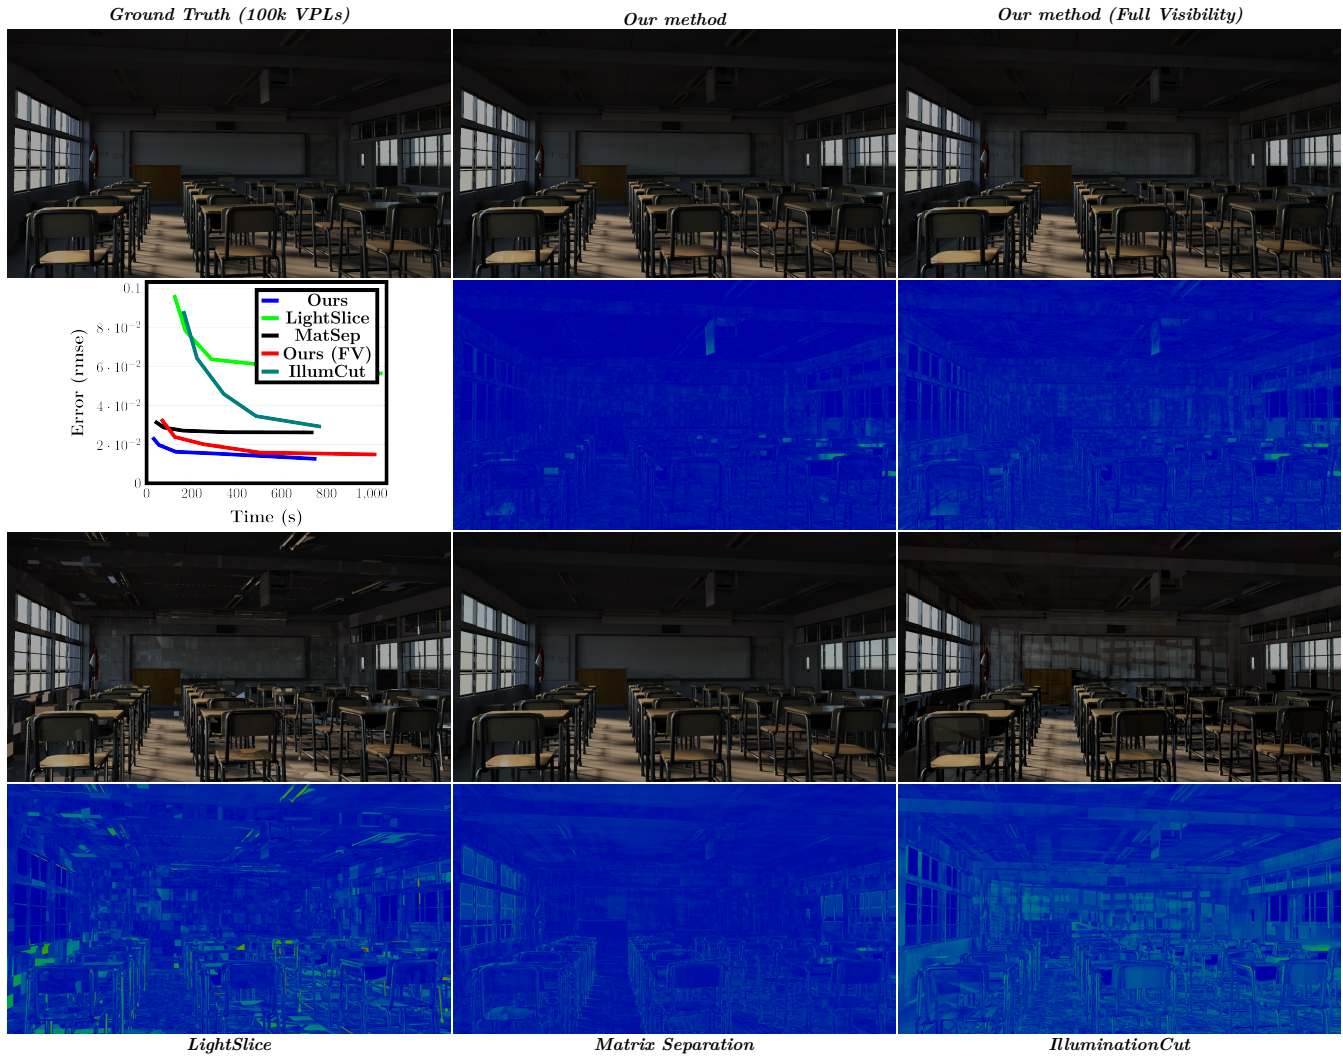 Ground Truth (100k VPLs)
Our method
Our method (Full Visibility)
Error (rmse)
0.1
8 · 10⁻²
6 · 10⁻²
4 · 10⁻²
2 · 10⁻²
0
Ours
LightSlice
MatSep
Ours (FV)
IllumCut
0 200 400 600 800 1,000
Time (s)
LightSlice
Matrix Separation
IlluminationCut